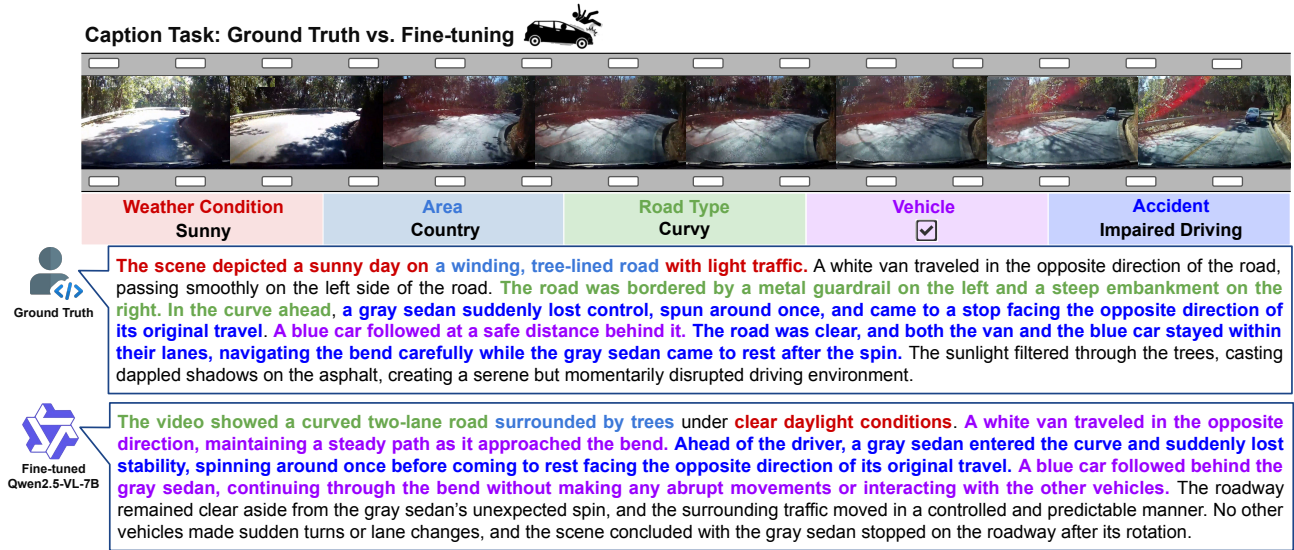 Caption Task: Ground Truth vs. Fine-tuning
Weather Condition
Sunny
Area
Country
Road Type
Curvy
Vehicle
Accident
Impaired Driving
Ground Truth
The scene depicted a sunny day on a winding, tree-lined road with light traffic. A white van traveled in the opposite direction of the road,
passing smoothly on the left side of the road. The road was bordered by a metal guardrail on the left and a steep embankment on the
right. In the curve ahead, a gray sedan suddenly lost control, spun around once, and came to a stop facing the opposite direction of
its original travel. A blue car followed at a safe distance behind it. The road was clear, and both the van and the blue car stayed within
their lanes, navigating the bend carefully while the gray sedan came to rest after the spin. The sunlight filtered through the trees, casting
dappled shadows on the asphalt, creating a serene but momentarily disrupted driving environment.
Fine-tuned
Qwen2.5-VL-7B
The video showed a curved two-lane road surrounded by trees under clear daylight conditions. A white van traveled in the opposite
direction, maintaining a steady path as it approached the bend. Ahead of the driver, a gray sedan entered the curve and suddenly lost
stability, spinning around once before coming to rest facing the opposite direction of its original travel. A blue car followed behind the
gray sedan, continuing through the bend without making any abrupt movements or interacting with the other vehicles. The roadway
remained clear aside from the gray sedan's unexpected spin, and the surrounding traffic moved in a controlled and predictable manner. No other
vehicles made sudden turns or lane changes, and the scene concluded with the gray sedan stopped on the roadway after its rotation.